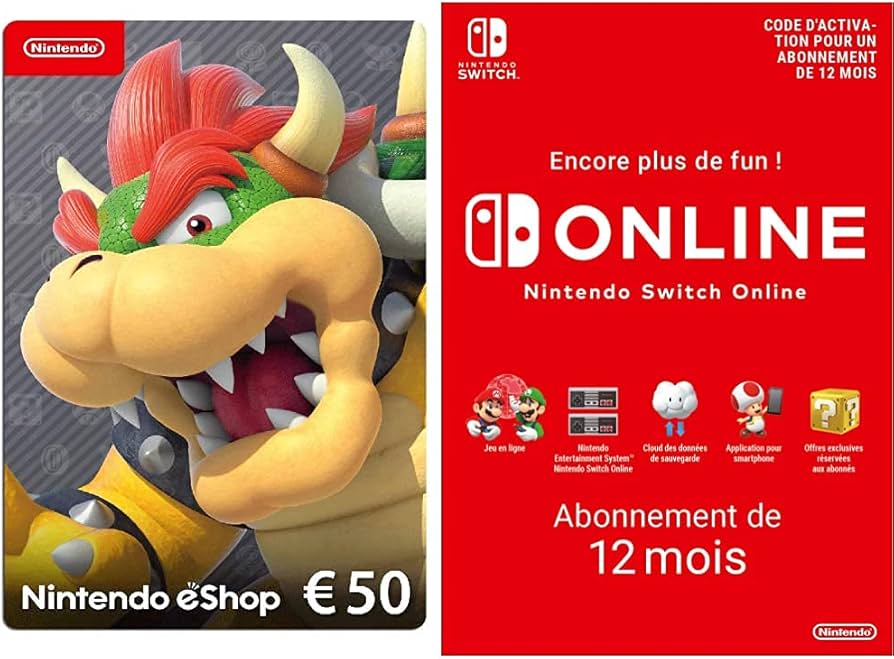 Nintendo
Nintendo eShop € 50
NINTENDO
SWITCH™
CODE D'ACTIVA-
TION POUR UN
ABONNEMENT
DE 12 MOIS
Encore plus de fun !
ONLINE
Nintendo Switch Online
Jeu en ligne
Nintendo
Entertainment System™
Nintendo Switch Online
Cloud des données
de sauvegarde
Application pour
smartphone
Offres exclusives
réservées
aux abonnés
Abonnement de
12 mois
Nintendo